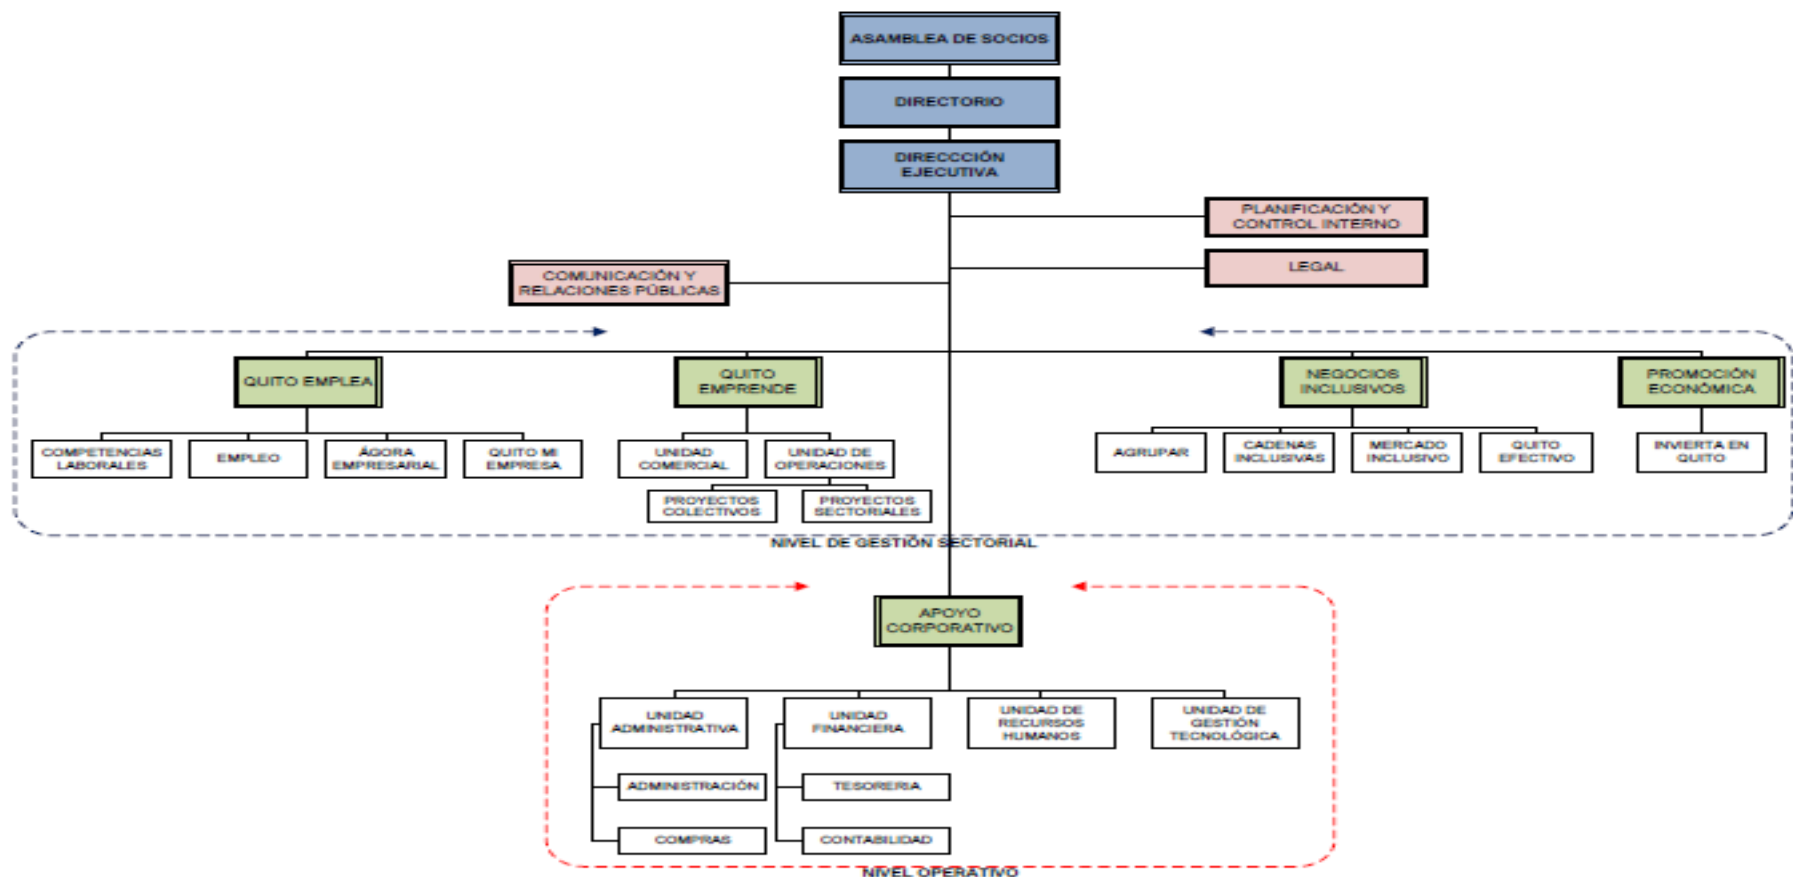 ASAMBLEA DE SOCIOS
DIRECTORIO
DIRECCCIÓN
EJECUTIVA
PLANIFICACIÓN Y
CONTROL INTERNO
LEGAL
COMUNICACIÓN Y
RELACIONES PÚBLICAS
QUITO EMPLEA
QUITO
EMPRENDE
NEGOCIOS
INCLUSIVOS
PROMOCIÓN
ECONÓMICA
COMPETENCIAS
LABORALES
EMPLEO
ÁGORA
EMPRESARIAL
QUITO MI
EMPRESA
UNIDAD
COMERCIAL
UNIDAD DE
OPERACIONES
AGRUPAR
CADENAS
INCLUSIVAS
MERCADO
INCLUSIVO
QUITO
EFECTIVO
INVIERTA EN
QUITO
PROYECTOS
COLECTIVOS
PROYECTOS
SECTORIALES
NIVEL DE GESTIÓN SECTORIAL
APOYO
CORPORATIVO
UNIDAD
ADMINISTRATIVA
UNIDAD
FINANCIERA
UNIDAD DE
RECURSOS
HUMANOS
UNIDAD DE
GESTIÓN
TECNOLÓGICA
ADMINISTRACIÓN
TESORERIA
COMPRAS
CONTABILIDAD
NIVEL OPERATIVO